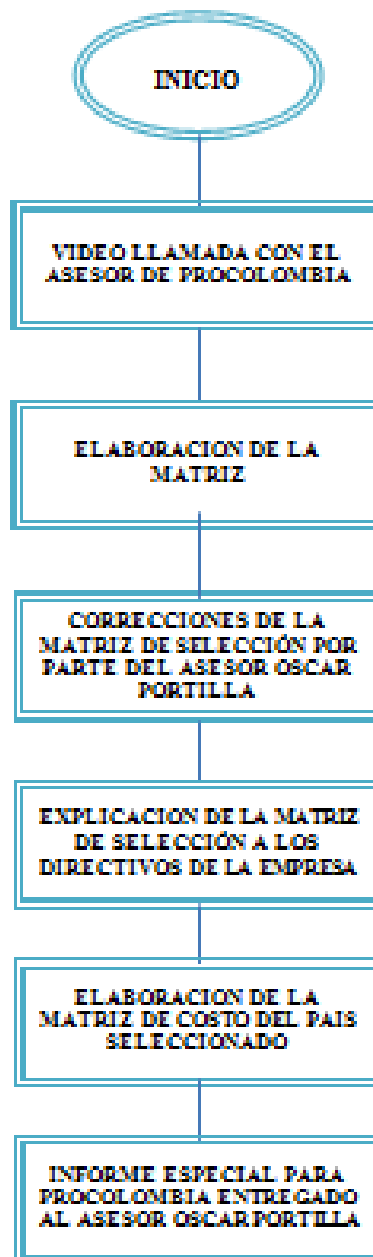 INICIO
VIDEO LLAMADA CON EL
ASESOR DE PROCOLOMBIA
ELABORACION DE LA
MATRIZ
CORRECCIONES DE LA
MATRIZ DE SELECCIÓN POR
PARTE DEL ASESOR OSCAR
PORTILLA
EXPLICACION DE LA MATRIZ
DE SELECCIÓN A LOS
DIRECTIVOS DE LA EMPRESA
ELABORACION DE LA
MATRIZ DE COSTO DEL PAIS
SELECCIONADO
INFORME ESPECIAL PARA
PROCOLOMBIA ENTREGADO
AL ASESOR OSCAR PORTILLA